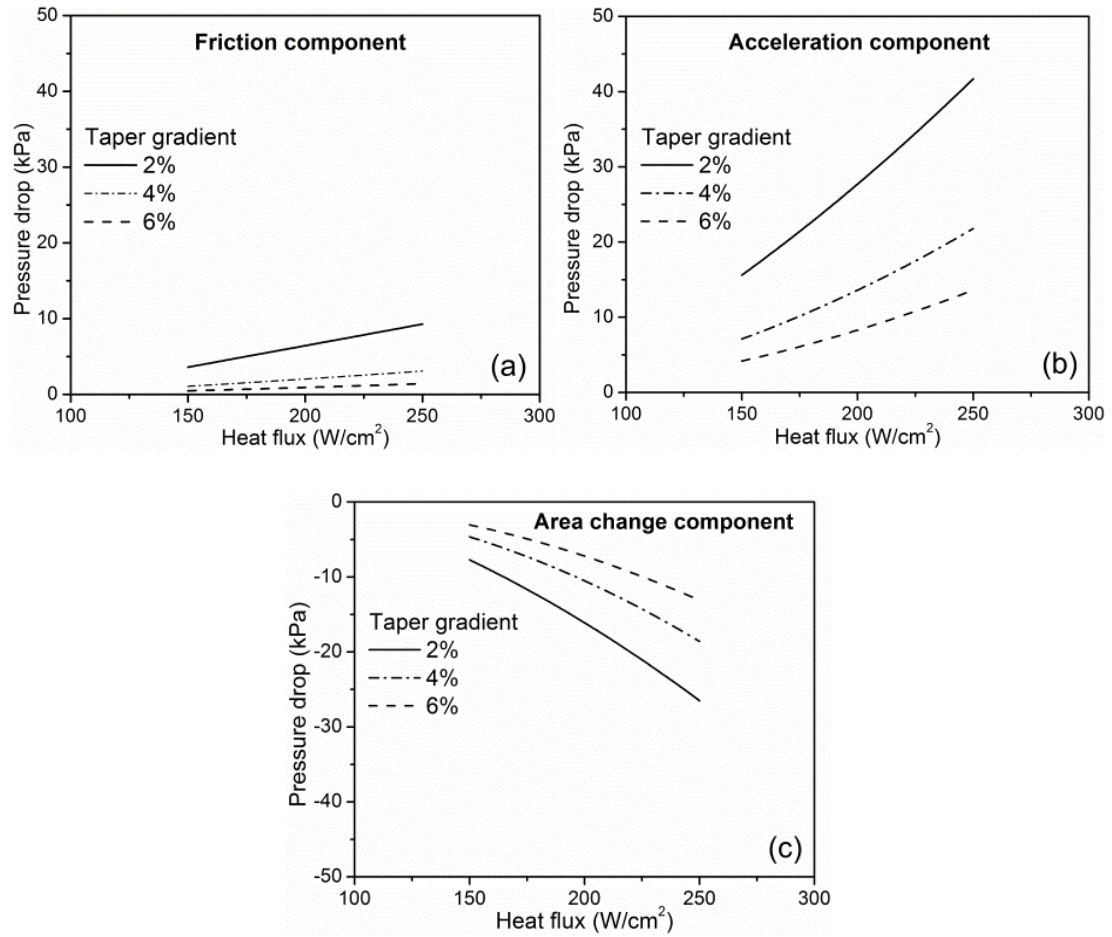 Friction component
Pressure drop (kPa)
50
40
30
20
10
0
Taper gradient
2%
4%
6%
(a)
100 150 200 250 300
Heat flux (W/cm²)
Acceleration component
Pressure drop (kPa)
50
40
30
20
10
0
Taper gradient
2%
4%
6%
(b)
100 150 200 250 300
Heat flux (W/cm²)
Area change component
Pressure drop (kPa)
0
-10
-20
-30
-40
-50
Taper gradient
2%
4%
6%
(c)
100 150 200 250 300
Heat flux (W/cm²)